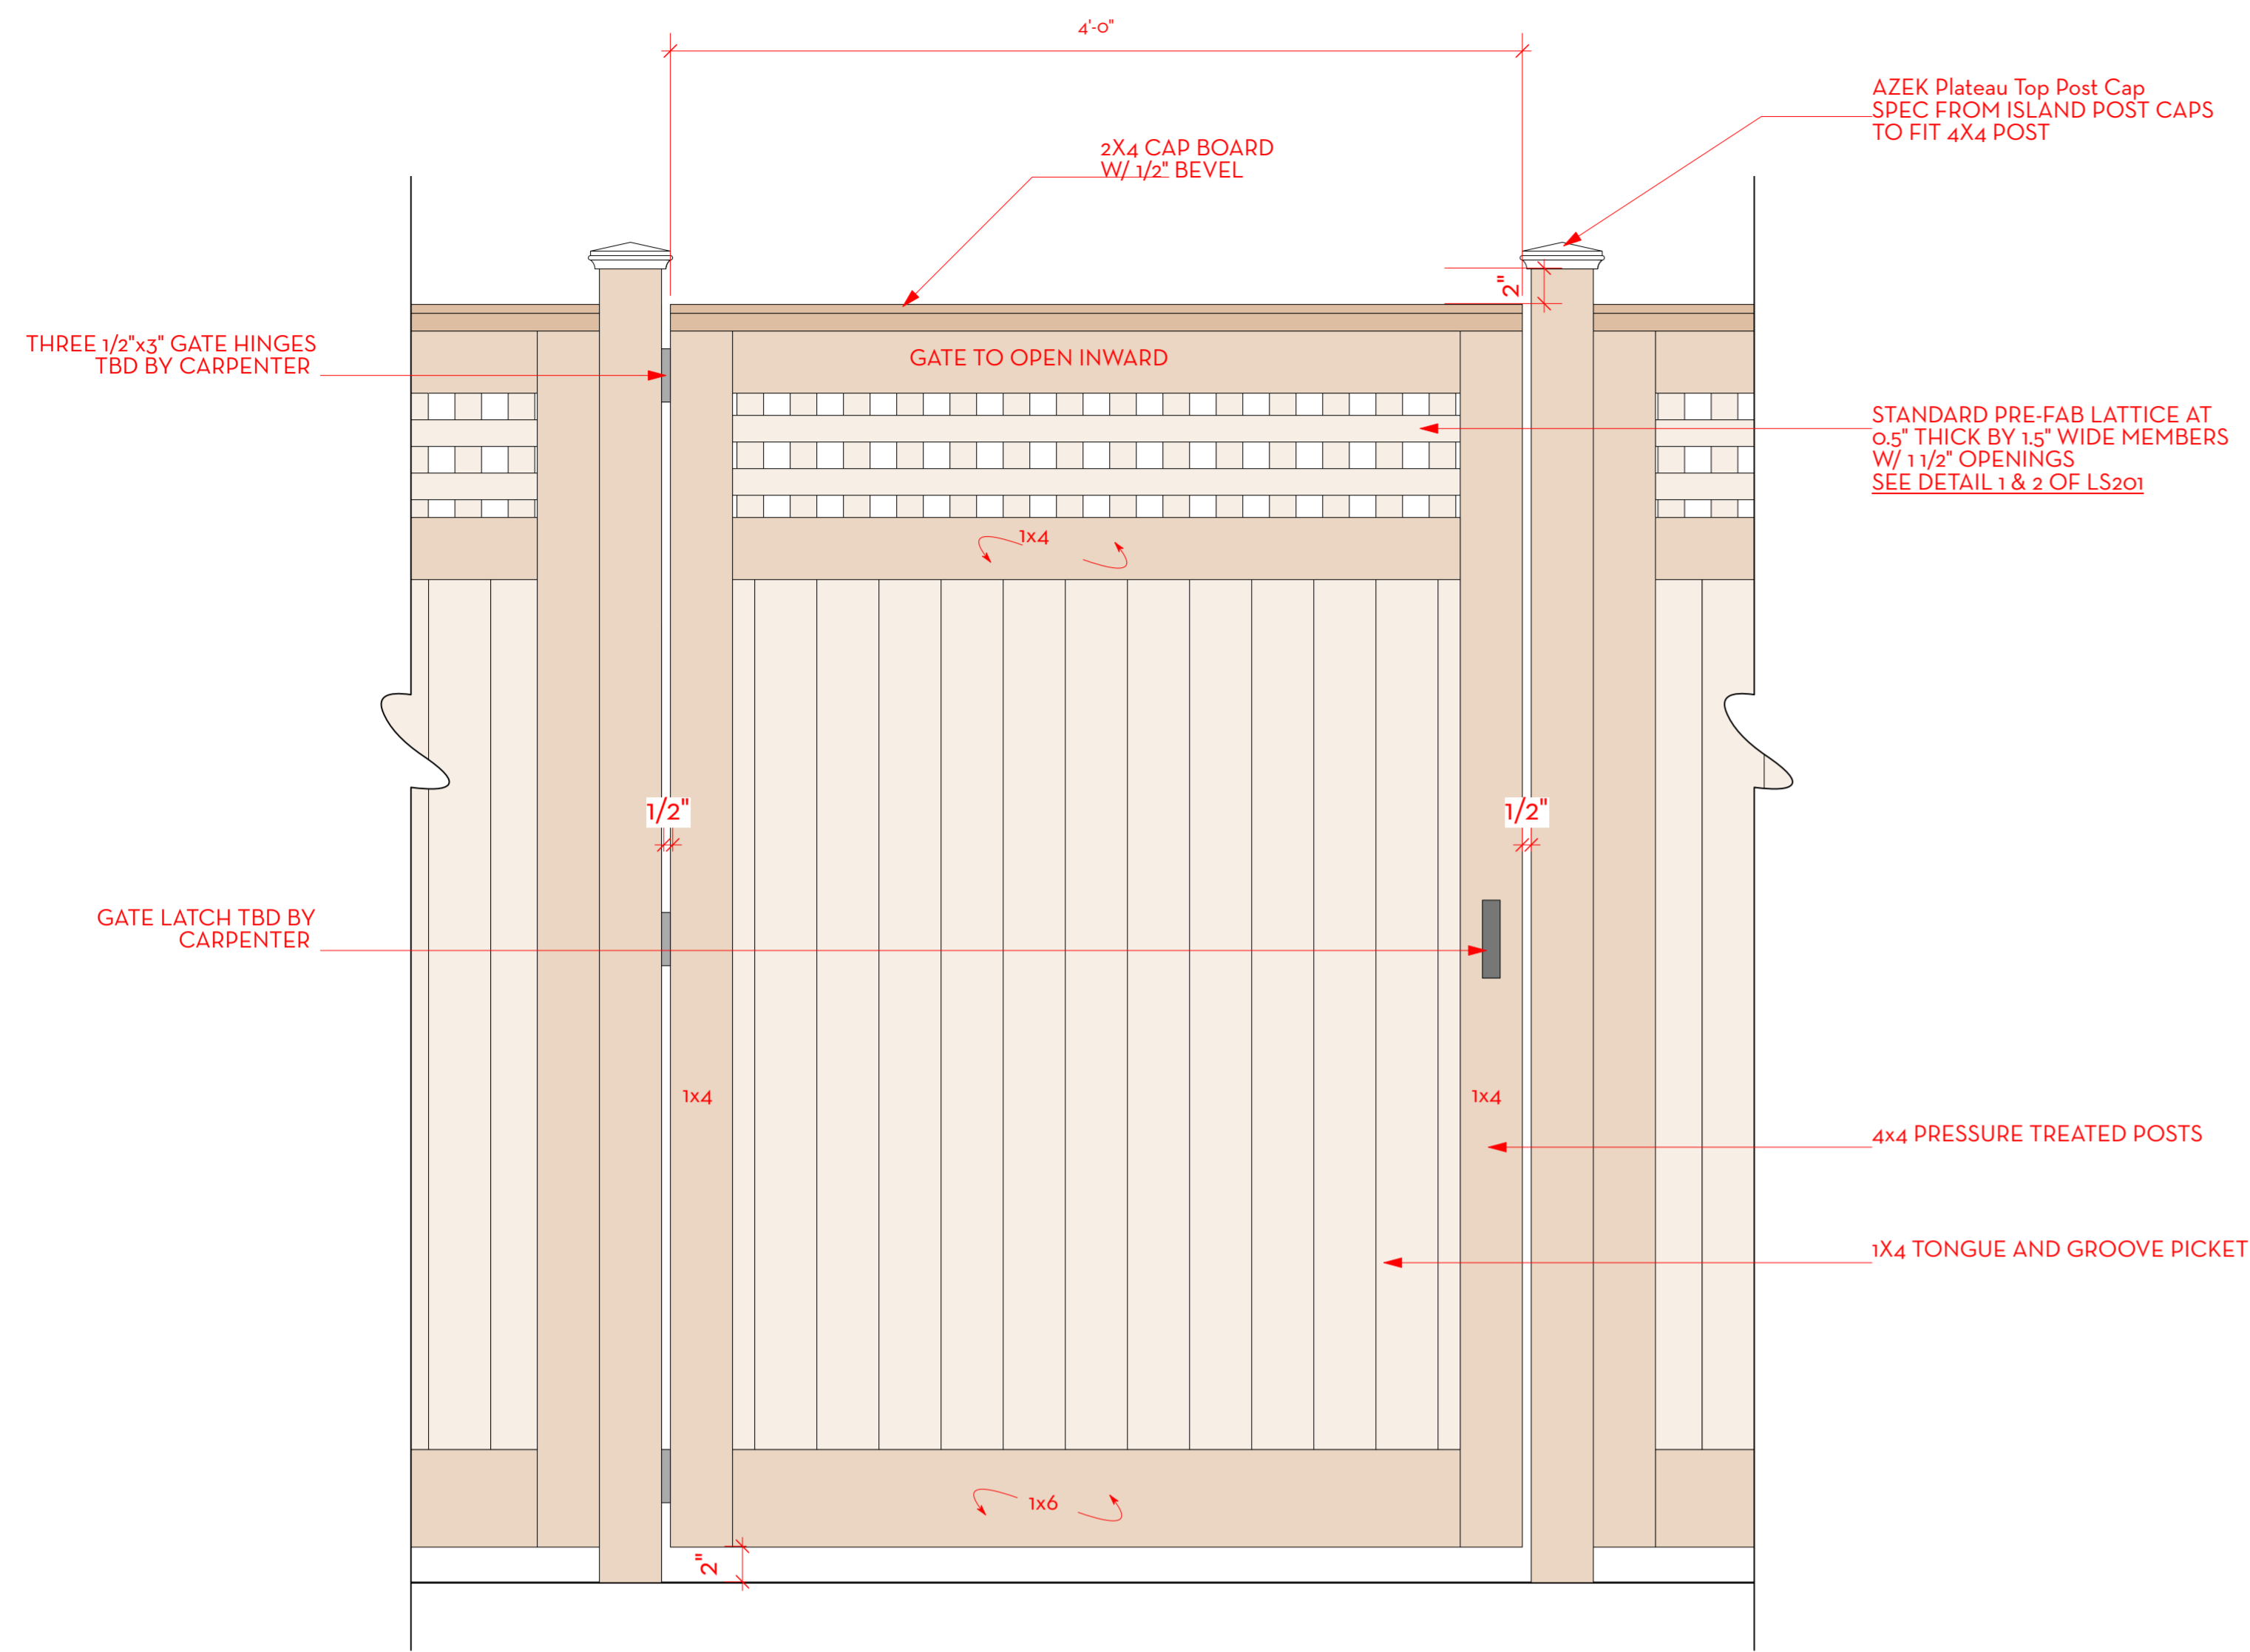 4'-0"
AZEK Plateau Top Post Cap
SPEC FROM ISLAND POST CAPS
TO FIT 4X4 POST
2X4 CAP BOARD
W/ 1/2" BEVEL
2"
THREE 1/2"x3" GATE HINGES
TBD BY CARPENTER
GATE TO OPEN INWARD
STANDARD PRE-FAB LATTICE AT
0.5" THICK BY 1.5" WIDE MEMBERS
W/ 1 1/2" OPENINGS
SEE DETAIL 1 & 2 OF LS201
1x4
1/2"
1/2"
GATE LATCH TBD BY
CARPENTER
1x4
1x4
4x4 PRESSURE TREATED POSTS
1X4 TONGUE AND GROOVE PICKET
1x6
2"